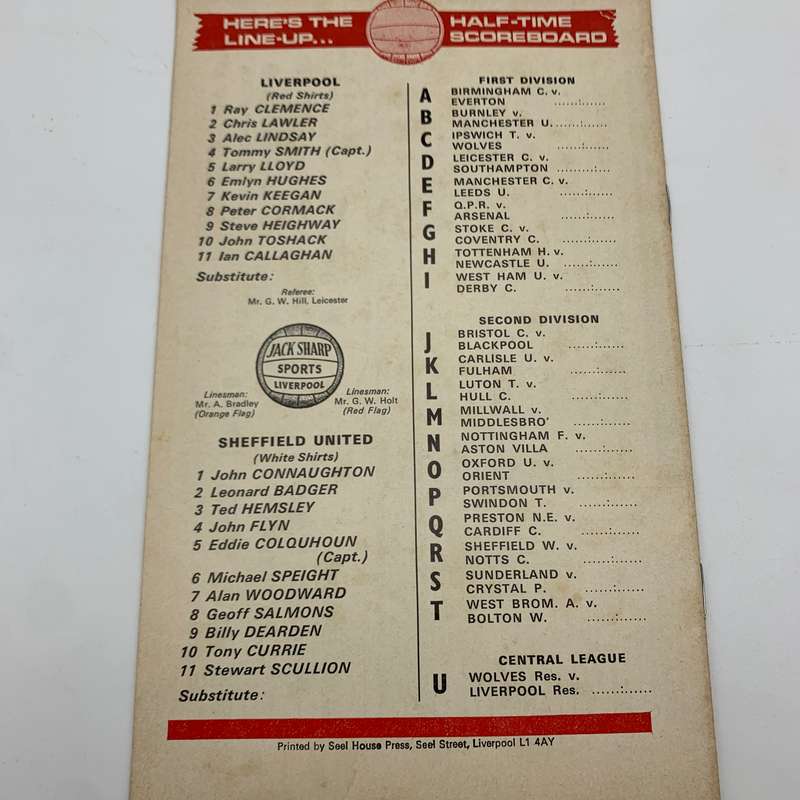 HERE'S THE
LINE-UP...
HALF-TIME
SCOREBOARD
LIVERPOOL
(Red Shirts)
1 Ray CLEMENCE
2 Chris LAWLER
3 Alec LINDSAY
4 Tommy SMITH (Capt.)
5 Larry LLOYD
6 Emlyn HUGHES
7 Kevin KEEGAN
8 Peter CORMACK
9 Steve HEIGHWAY
10 John TOSHACK
11 Ian CALLAGHAN
Substitute:
Referee:
Mr. G. W. Hill, Leicester
JACK SHARP
SPORTS
LIVERPOOL
Linesman:
Mr. A. Bradley
(Orange Flag)
Linesman:
Mr. G. W. Holt
(Red Flag)
SHEFFIELD UNITED
(White Shirts)
1 John CONNAUGHTON
2 Leonard BADGER
3 Ted HEMSLEY
4 John FLYN
5 Eddie COLQUHOUN
(Capt.)
6 Michael SPEIGHT
7 Alan WOODWARD
8 Geoff SALMONS
9 Billy DEARDEN
10 Tony CURRIE
11 Stewart SCULLION
Substitute:
FIRST DIVISION
A BIRMINGHAM C. v.
EVERTON ......:......
B BURNLEY v.
MANCHESTER U. ......:......
C IPSWICH T. v.
WOLVES ......:......
D LEICESTER C. v.
SOUTHAMPTON ......:......
E MANCHESTER C. v.
LEEDS U. ......:......
F Q.P.R. v.
ARSENAL ......:......
G STOKE C. v.
COVENTRY C. ......:......
H TOTTENHAM H. v.
NEWCASTLE U. ......:......
I WEST HAM U. v.
DERBY C. ......:......
SECOND DIVISION
J BRISTOL C. v.
BLACKPOOL ......:......
K CARLISLE U. v.
FULHAM ......:......
L LUTON T. v.
HULL C. ......:......
M MILLWALL v.
MIDDLESBRO' ......:......
N NOTTINGHAM F. v.
ASTON VILLA ......:......
O OXFORD U. v.
ORIENT ......:......
P PORTSMOUTH v.
SWINDON T. ......:......
Q PRESTON N.E. v.
CARDIFF C. ......:......
R SHEFFIELD W. v.
NOTTS C. ......:......
S SUNDERLAND v.
CRYSTAL P. ......:......
T WEST BROM. A. v.
BOLTON W. ......:......
CENTRAL LEAGUE
U WOLVES Res. v.
LIVERPOOL Res. ......:......
Printed by Seel House Press, Seel Street, Liverpool L1 4AY